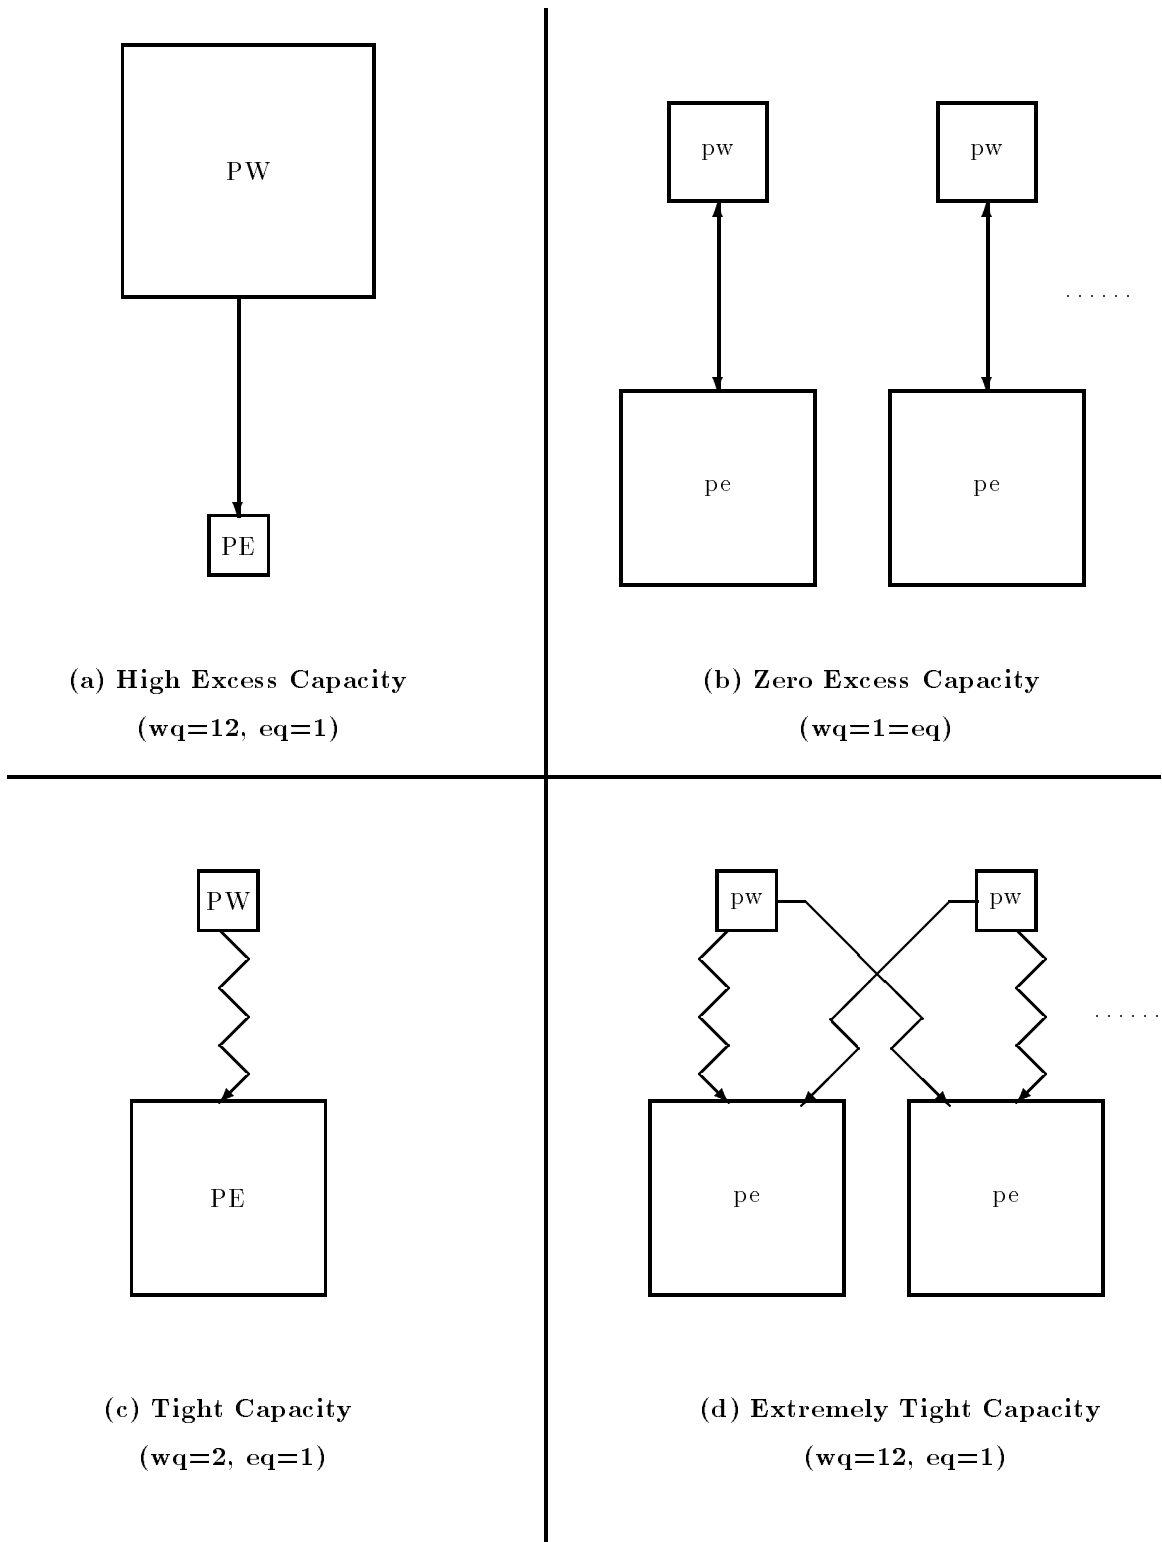 PW
PE
(a) High Excess Capacity
(wq=12, eq=1)
pw
pw
......
pe
pe
(b) Zero Excess Capacity
(wq=1=eq)
PW
PE
(c) Tight Capacity
(wq=2, eq=1)
pw
pw
......
pe
pe
(d) Extremely Tight Capacity
(wq=12, eq=1)